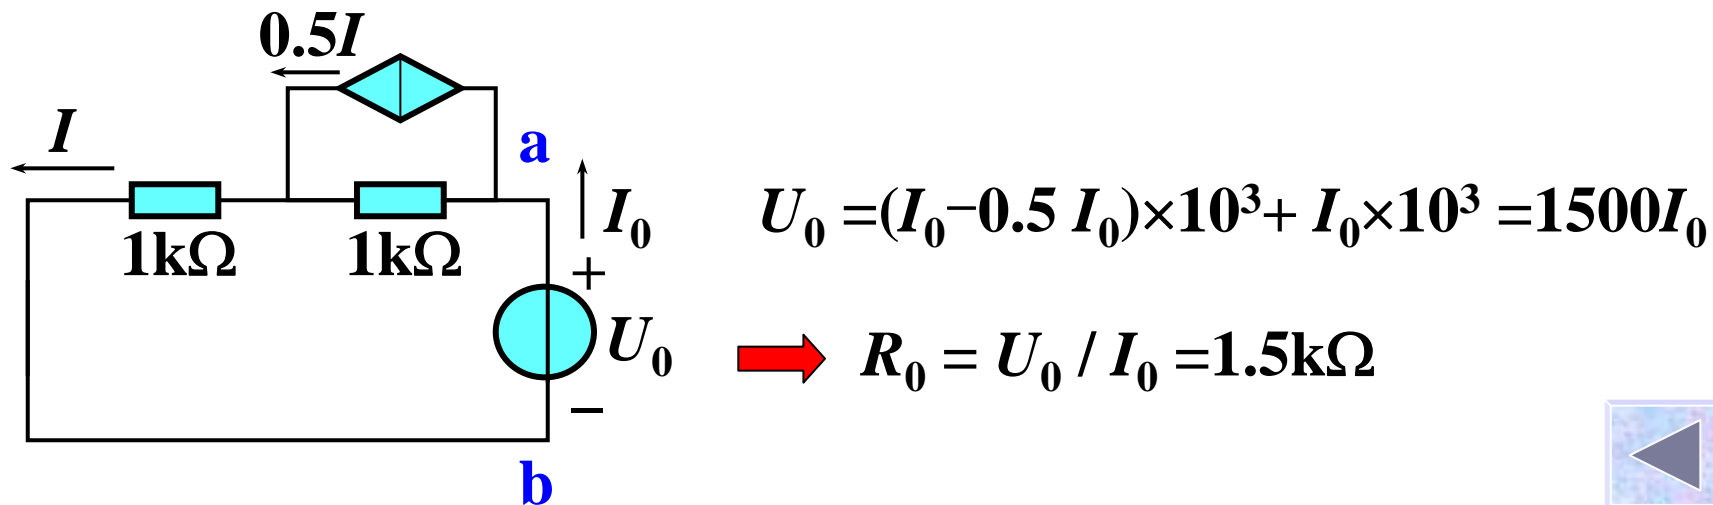 0.5I
I
a
I₀
1kΩ
1kΩ
+
U₀
−
b
U₀ =(I₀−0.5 I₀)×10³+ I₀×10³ =1500I₀
R₀ = U₀ / I₀ =1.5kΩ